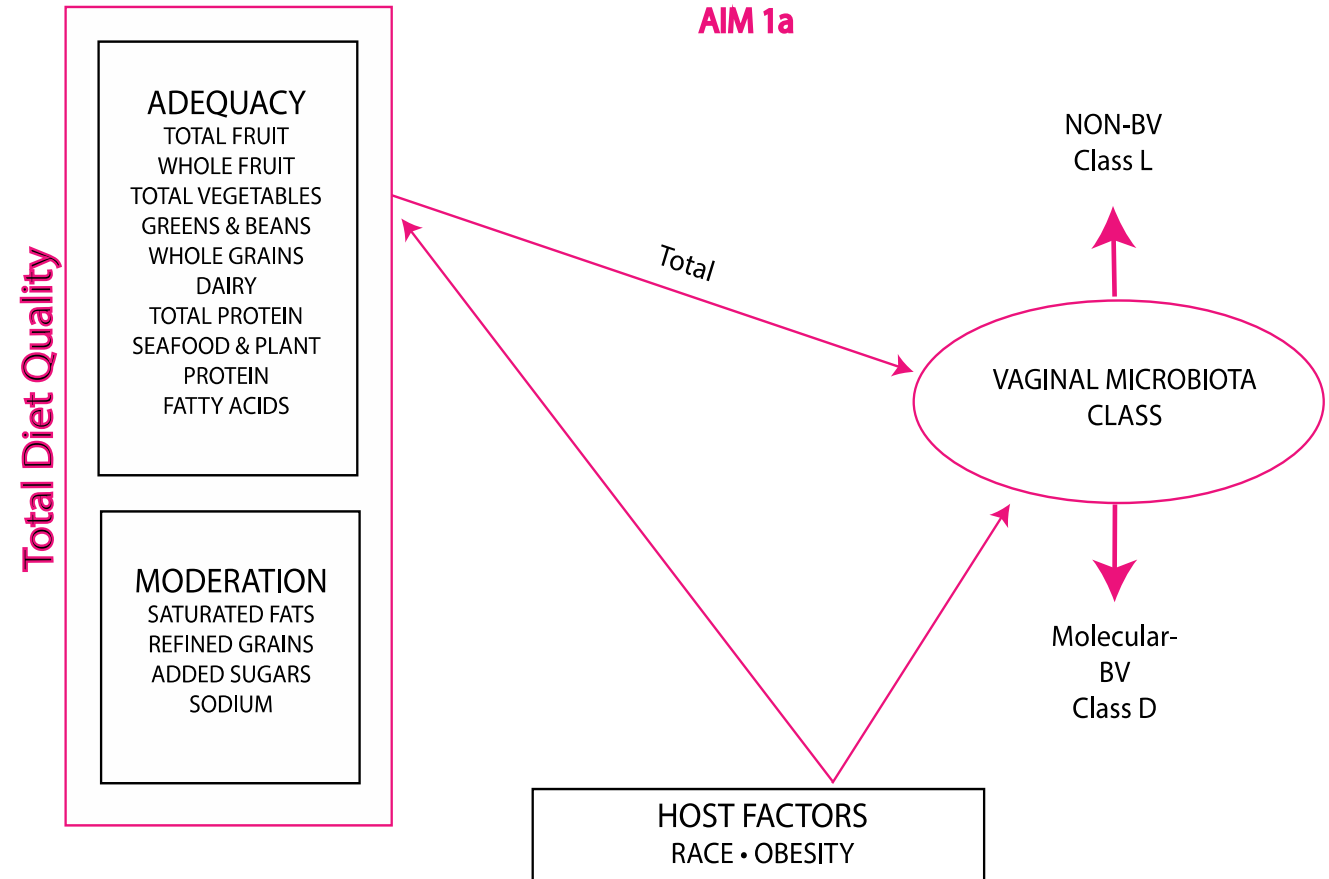 AIM 1a
Total Diet Quality
ADEQUACY
TOTAL FRUIT
WHOLE FRUIT
TOTAL VEGETABLES
GREENS & BEANS
WHOLE GRAINS
DAIRY
TOTAL PROTEIN
SEAFOOD & PLANT
PROTEIN
FATTY ACIDS
MODERATION
SATURATED FATS
REFINED GRAINS
ADDED SUGARS
SODIUM
Total
NON-BV
Class L
VAGINAL MICROBIOTA
CLASS
Molecular-
BV
Class D
HOST FACTORS
RACE • OBESITY